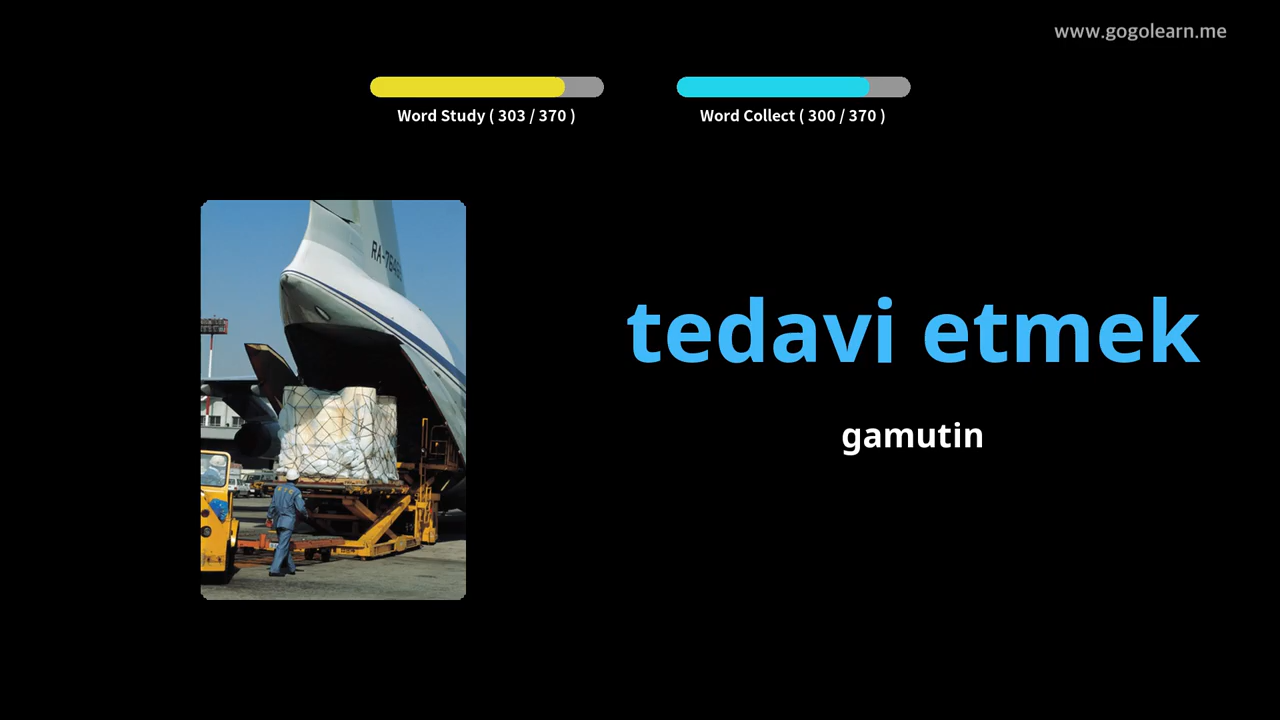 www.gogolearn.me
Word Study ( 303 / 370 )
Word Collect ( 300 / 370 )
tedavi etmek
gamutin